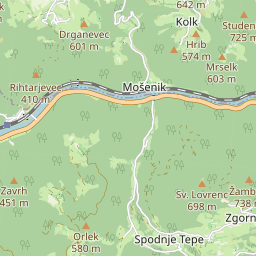 642 m
Kolk
Studen
725 m
Drganevec
601 m
Hrib
574 m
Mrselk
603 m
Rihtarjevec
410 m
Mošenik
Zavrh
451 m
Sv. Lovrenc
698 m
Žamb
738 m
Zgorn
Orlek
580 m
Spodnje Tepe